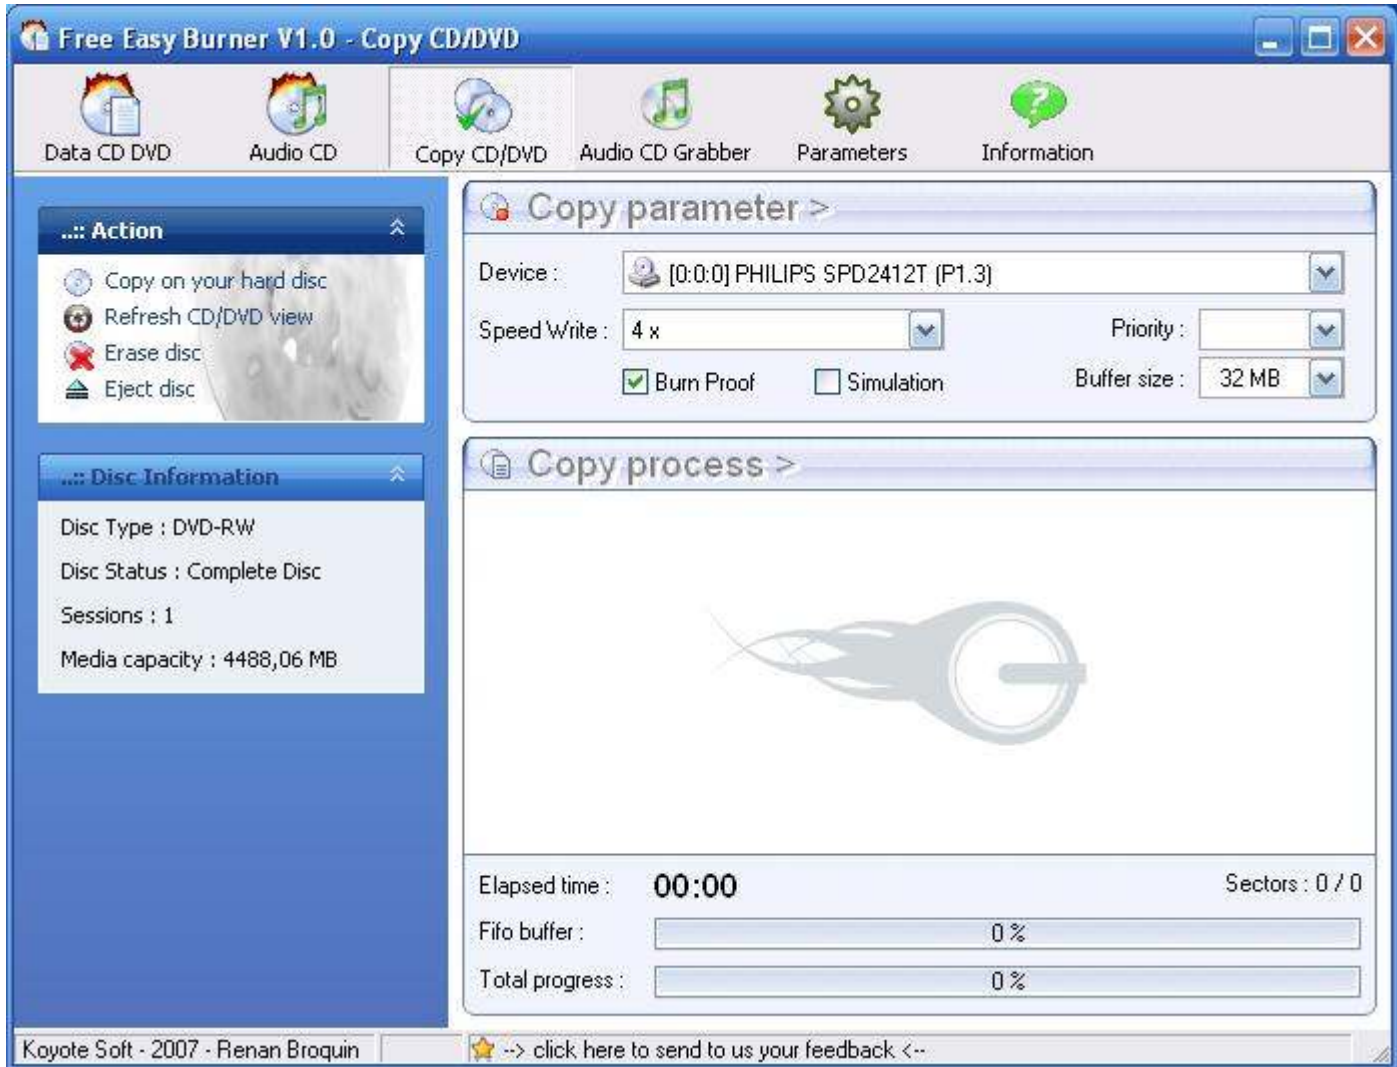 Free Easy Burner V1.0 - Copy CD/DVD
Data CD DVD
Audio CD
Copy CD/DVD
Audio CD Grabber
Parameters
Information
..:: Action
Copy on your hard disc
Refresh CD/DVD view
Erase disc
Eject disc
..:: Disc Information
Disc Type : DVD-RW
Disc Status : Complete Disc
Sessions : 1
Media capacity : 4488,06 MB
Copy parameter >
Device : [0:0:0] PHILIPS SPD2412T (P1.3)
Speed Write : 4 x Priority :
Burn Proof Simulation Buffer size : 32 MB
Copy process >
Elapsed time : 00:00 Sectors : 0 / 0
Fifo buffer : 0 %
Total progress : 0 %
Koyote Soft - 2007 - Renan Broquin
--> click here to send to us your feedback <--